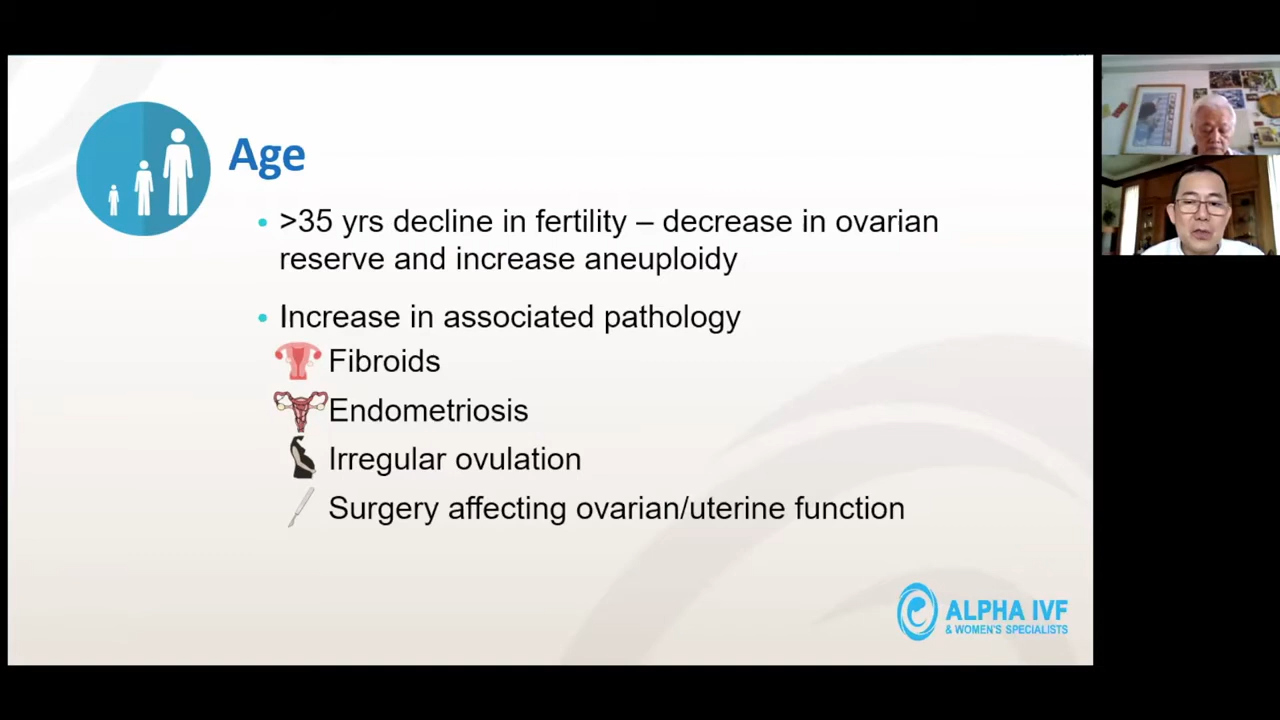 Age
• >35 yrs decline in fertility – decrease in ovarian
reserve and increase aneuploidy
• Increase in associated pathology
Fibroids
Endometriosis
Irregular ovulation
Surgery affecting ovarian/uterine function
ALPHA IVF
& WOMEN'S SPECIALISTS